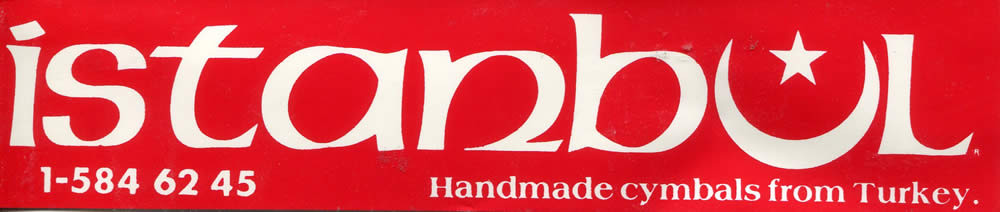 istanbul®
1-584 62 45
Handmade cymbals from Turkey.